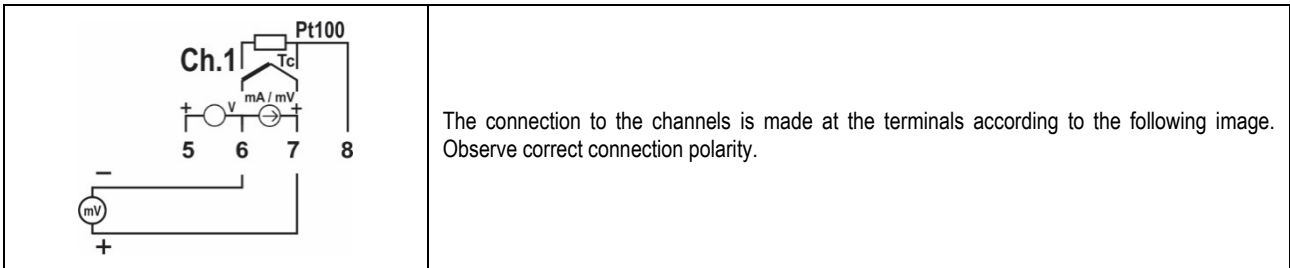 Pt100
Ch.1
Tc
mA / mV
+ V +
5 6 7 8
−
mV
+
The connection to the channels is made at the terminals according to the following image.
Observe correct connection polarity.